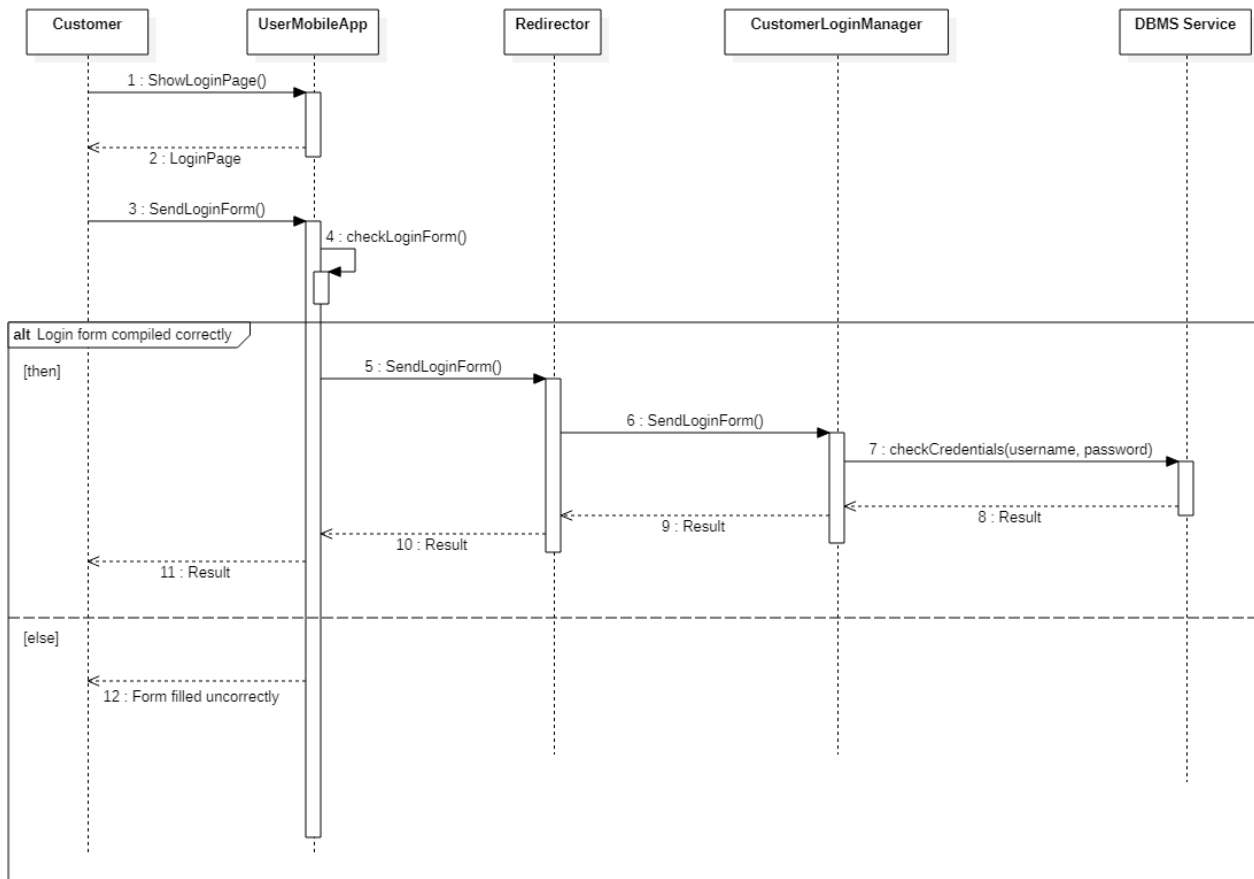 Customer
UserMobileApp
Redirector
CustomerLoginManager
DBMS Service
1 : ShowLoginPage()
2 : LoginPage
3 : SendLoginForm()
4 : checkLoginForm()
alt Login form compiled correctly
[then]
5 : SendLoginForm()
6 : SendLoginForm()
7 : checkCredentials(username, password)
8 : Result
9 : Result
10 : Result
11 : Result
[else]
12 : Form filled uncorrectly